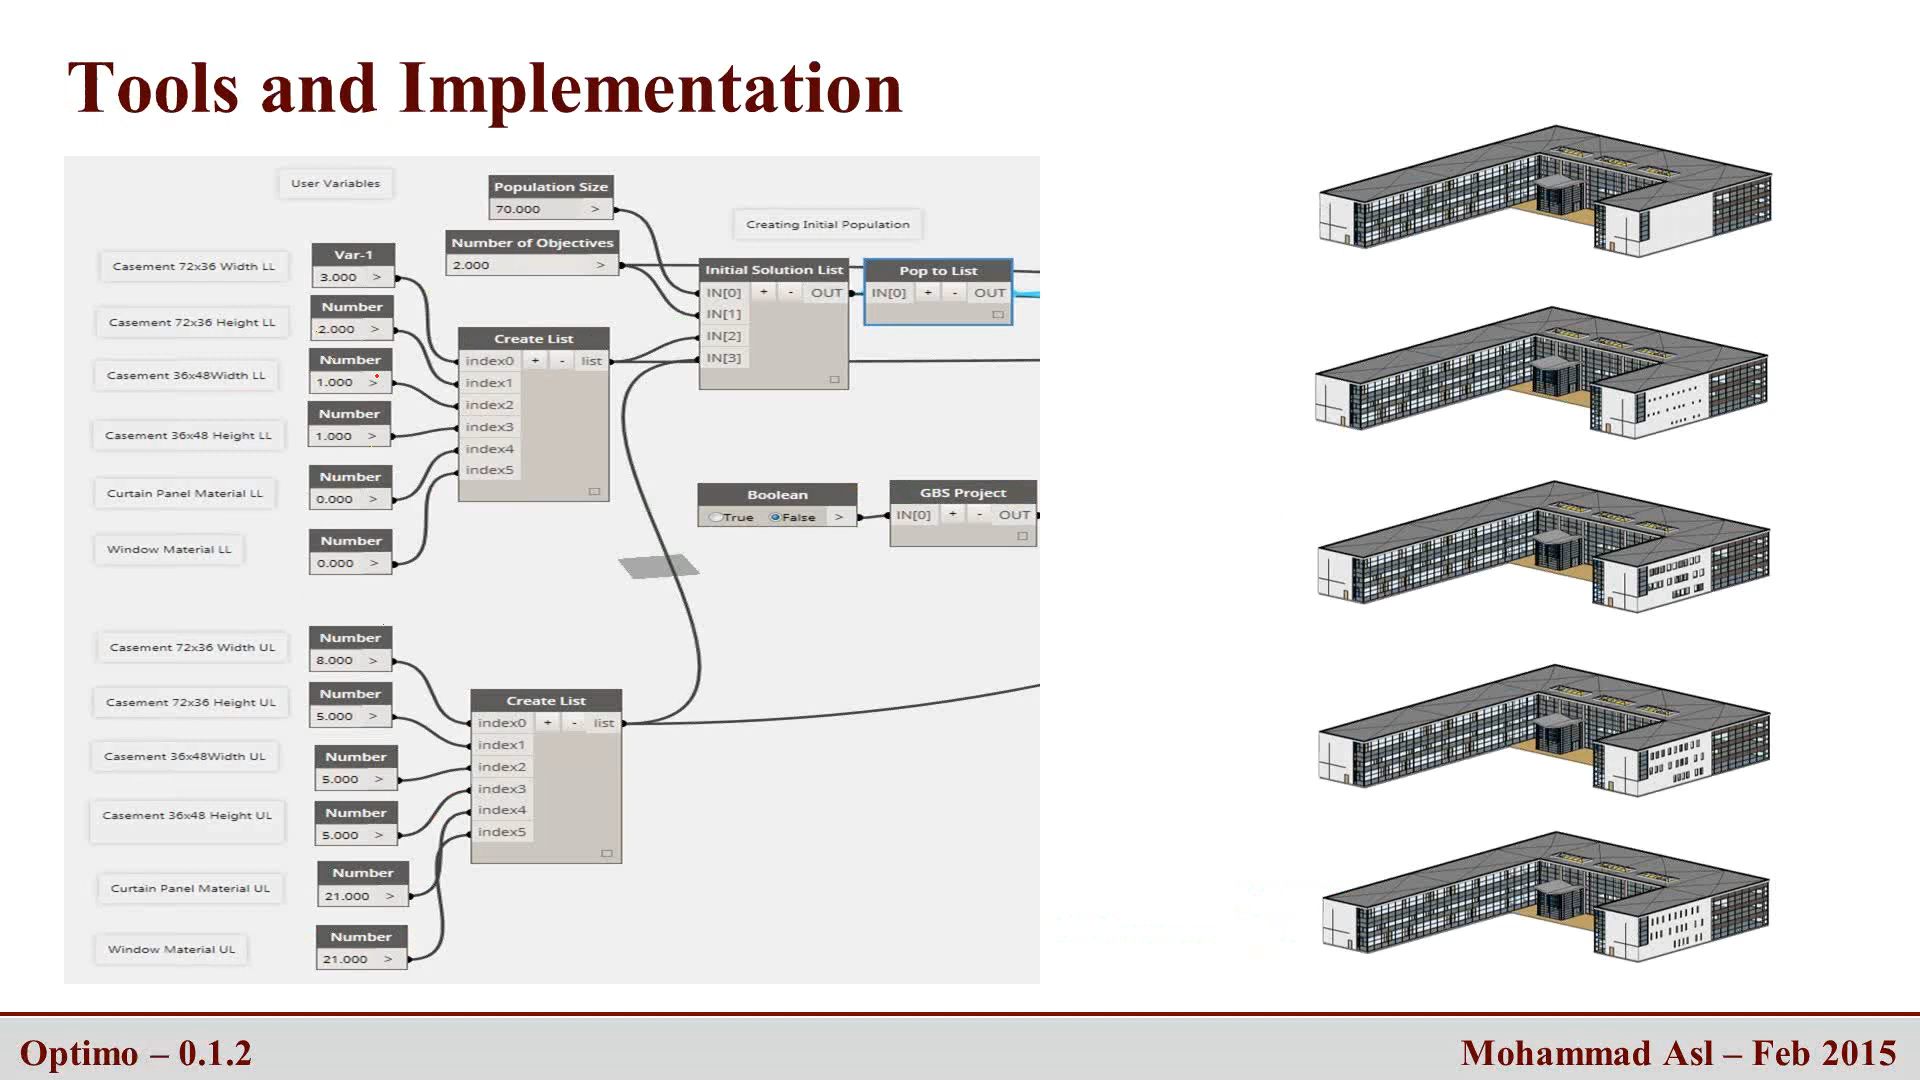 Tools and Implementation
User Variables
Population Size
70.000 >
Number of Objectives
2.000 >
Creating Initial Population
Casement 72x36 Width LL
Var-1
3.000 >
Casement 72x36 Height LL
Number
2.000 >
Casement 36x48Width LL
Number
1.000 >
Casement 36x48 Height LL
Number
1.000 >
Curtain Panel Material LL
Number
0.000 >
Window Material LL
Number
0.000 >
Create List
index0 + - list
index1
index2
index3
index4
index5
Initial Solution List
IN[0] + - OUT
IN[1]
IN[2]
IN[3]
Pop to List
IN[0] + - OUT
Boolean
True False >
GBS Project
IN[0] + - OUT
Casement 72x36 Width UL
Number
8.000 >
Casement 72x36 Height UL
Number
5.000 >
Casement 36x48Width UL
Number
5.000 >
Casement 36x48 Height UL
Number
5.000 >
Curtain Panel Material UL
Number
21.000 >
Window Material UL
Number
21.000 >
Create List
index0 + - list
index1
index2
index3
index4
index5
Optimo – 0.1.2
Mohammad Asl – Feb 2015